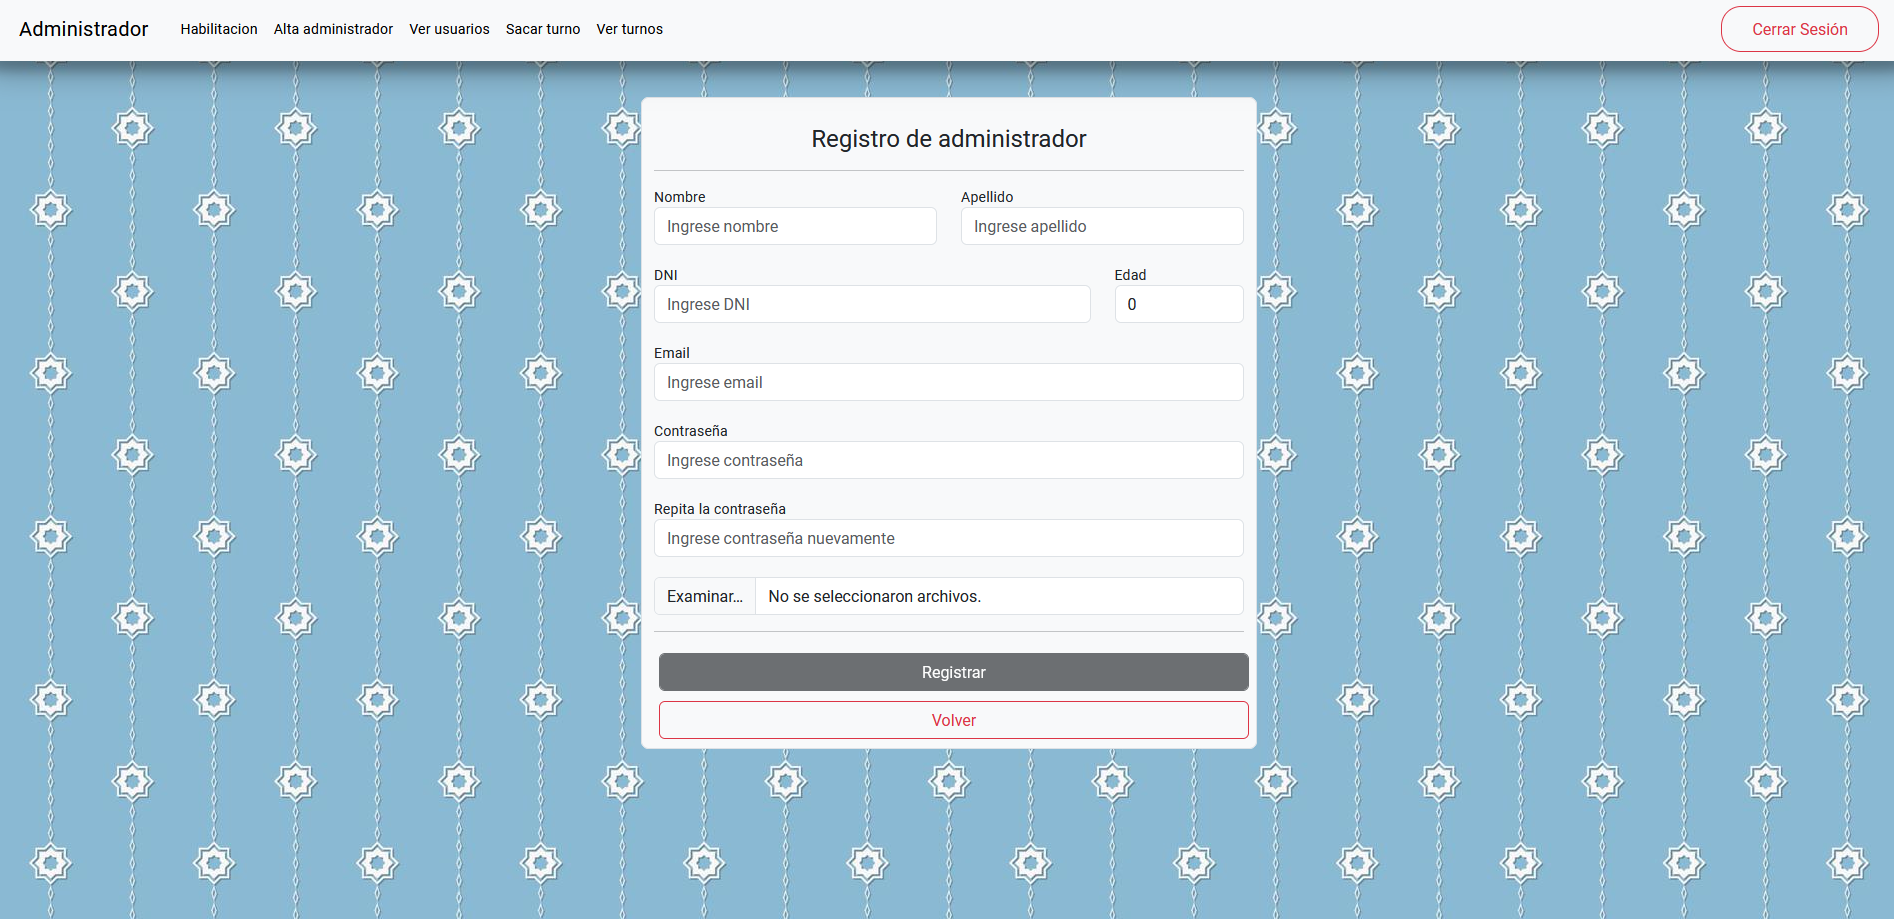 Administrador Habilitacion Alta administrador Ver usuarios Sacar turno Ver turnos Cerrar Sesión
Registro de administrador
Nombre Apellido
Ingrese nombre Ingrese apellido
DNI Edad
Ingrese DNI 0
Email
Ingrese email
Contraseña
Ingrese contraseña
Repita la contraseña
Ingrese contraseña nuevamente
Examinar... No se seleccionaron archivos.
Registrar
Volver